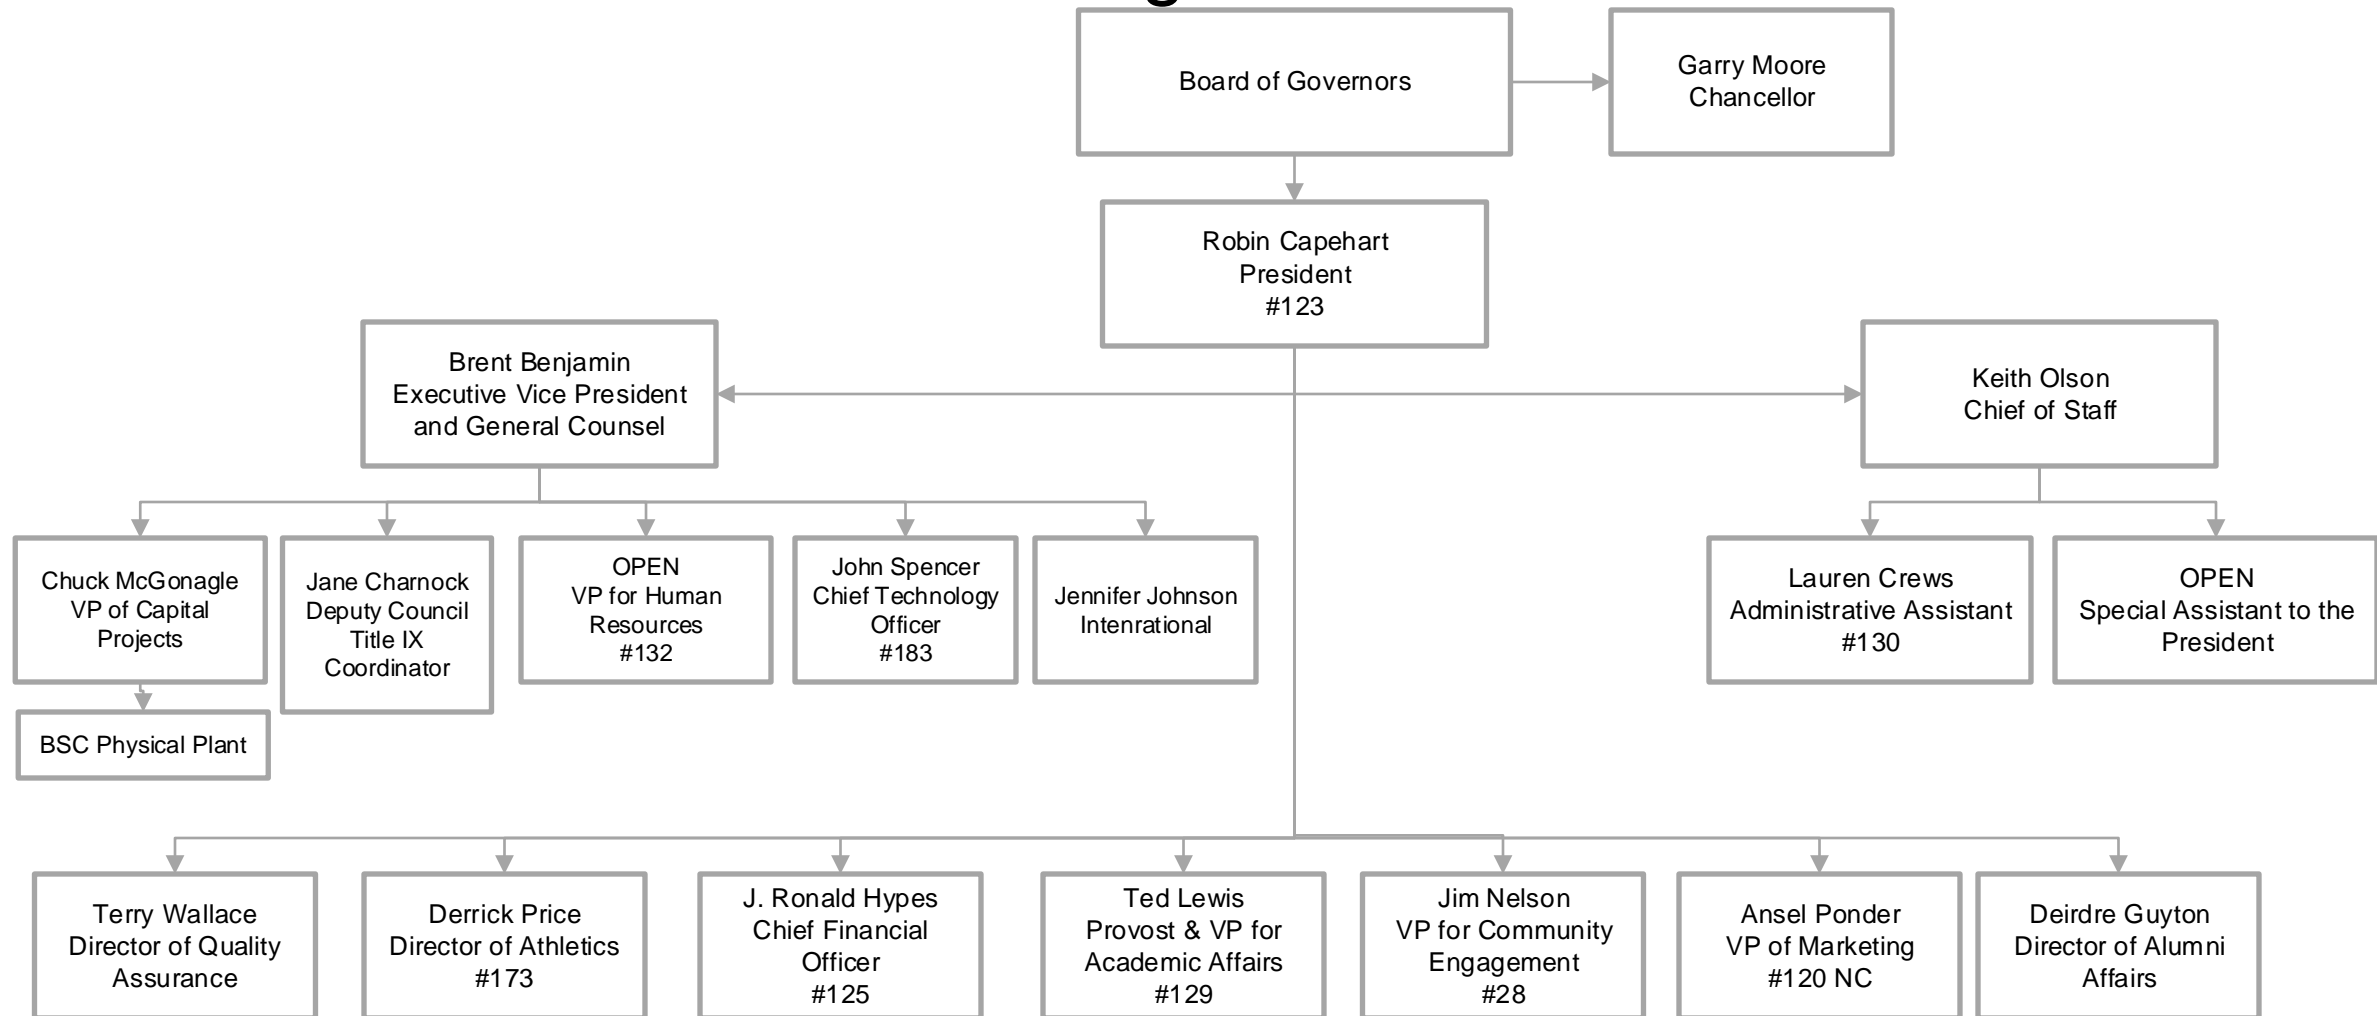 Board of Governors
Garry Moore
Chancellor
Robin Capehart
President
#123
Brent Benjamin
Executive Vice President
and General Counsel
Keith Olson
Chief of Staff
Chuck McGonagle
VP of Capital
Projects
Jane Charnock
Deputy Council
Title IX
Coordinator
OPEN
VP for Human
Resources
#132
John Spencer
Chief Technology
Officer
#183
Jennifer Johnson
Intenrational
Lauren Crews
Administrative Assistant
#130
OPEN
Special Assistant to the
President
BSC Physical Plant
Terry Wallace
Director of Quality
Assurance
Derrick Price
Director of Athletics
#173
J. Ronald Hypes
Chief Financial
Officer
#125
Ted Lewis
Provost & VP for
Academic Affairs
#129
Jim Nelson
VP for Community
Engagement
#28
Ansel Ponder
VP of Marketing
#120 NC
Deirdre Guyton
Director of Alumni
Affairs